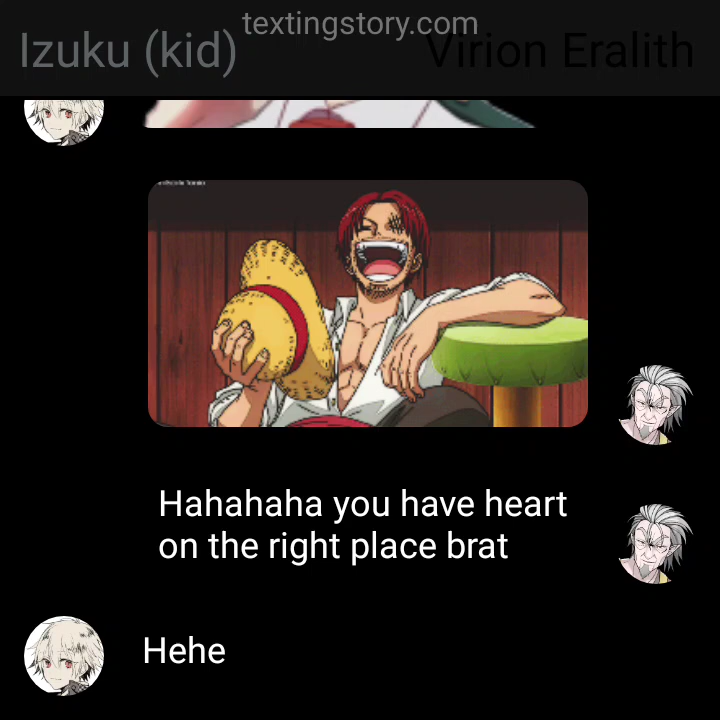 textingstory.com
Izuku (kid)
Virion Eralith
Hahahaha you have heart
on the right place brat
Hehe